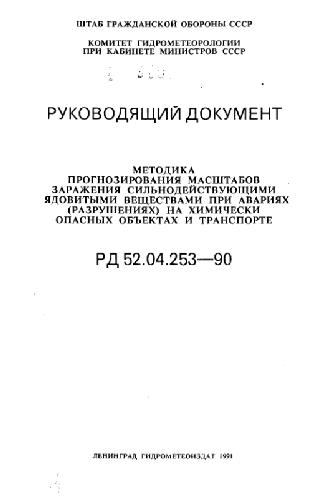 ШТАБ ГРАЖДАНСКОЙ ОБОРОНЫ СССР
КОМИТЕТ ГИДРОМЕТЕОРОЛОГИИ
ПРИ КАБИНЕТЕ МИНИСТРОВ СССР
РУКОВОДЯЩИЙ ДОКУМЕНТ
МЕТОДИКА
ПРОГНОЗИРОВАНИЯ МАСШТАБОВ
ЗАРАЖЕНИЯ СИЛЬНОДЕЙСТВУЮЩИМИ
ЯДОВИТЫМИ ВЕЩЕСТВАМИ ПРИ АВАРИЯХ
(РАЗРУШЕНИЯХ) НА ХИМИЧЕСКИ
ОПАСНЫХ ОБЪЕКТАХ И ТРАНСПОРТЕ
РД 52.04.253—90
ЛЕНИНГРАД ГИДРОМЕТЕОИЗДАТ 1991